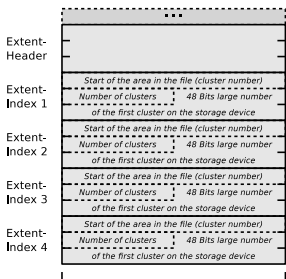 ...
Extent-
Header
Start of the area in the file (cluster number)
Extent-
Index 1
Number of clusters 48 Bits large number
of the first cluster on the storage device
Start of the area in the file (cluster number)
Extent-
Index 2
Number of clusters 48 Bits large number
of the first cluster on the storage device
Start of the area in the file (cluster number)
Extent-
Index 3
Number of clusters 48 Bits large number
of the first cluster on the storage device
Start of the area in the file (cluster number)
Extent-
Index 4
Number of clusters 48 Bits large number
of the first cluster on the storage device